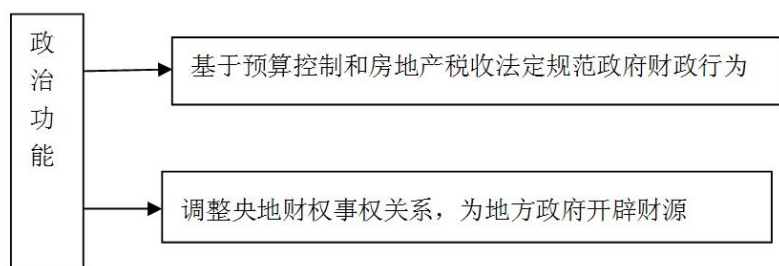 政治功能
基于预算控制和房地产税收法定规范政府财政行为
调整央地财权事权关系，为地方政府开辟财源